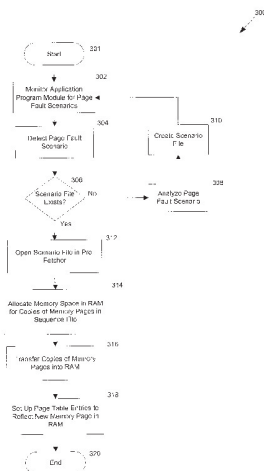 300
301
Start
302
Monitor Application
Program Module for Page
Fault Scenarios
304
Detect Page Fault
Scenario
306
Scenario File
Exists?
No
Yes
308
Analyze Page
Fault Scenario
310
Create Scenario
File
312
Open Scenario File in Pre
Fetcher
314
Allocate Memory Space in RAM
for Copies of Memory Pages in
Sequence File
316
Transfer Copies of Memory
Pages into RAM
318
Set Up Page Table Entries to
Reflect New Memory Page in
RAM
320
End